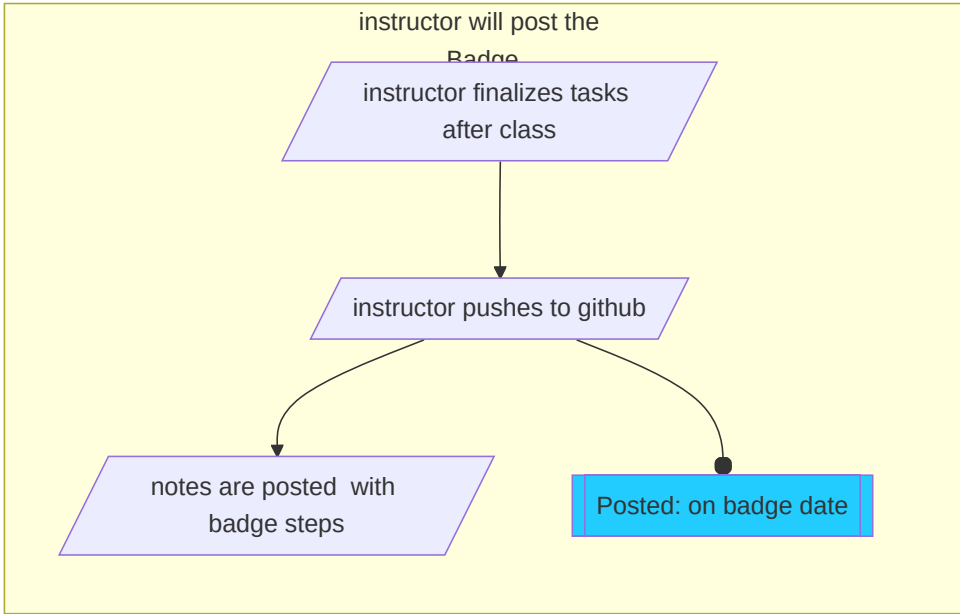 instructor will post the
Badge
instructor finalizes tasks
after class
instructor pushes to github
notes are posted  with
badge steps
Posted: on badge date